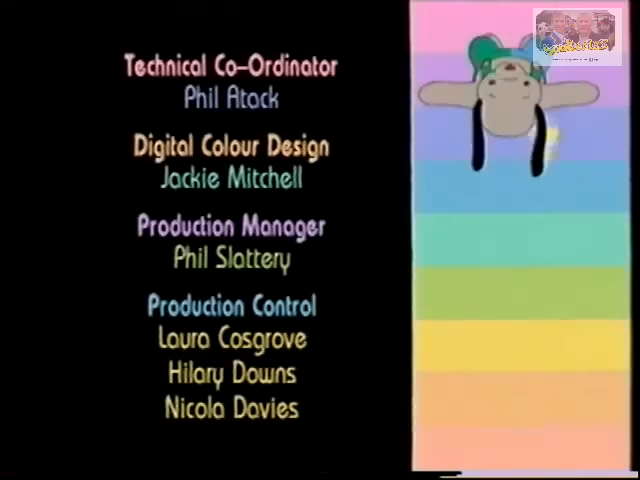 Technical Co-Ordinator
Phil Atack
Digital Colour Design
Jackie Mitchell
Production Manager
Phil Slattery
Production Control
Laura Cosgrove
Hilary Downs
Nicola Davies